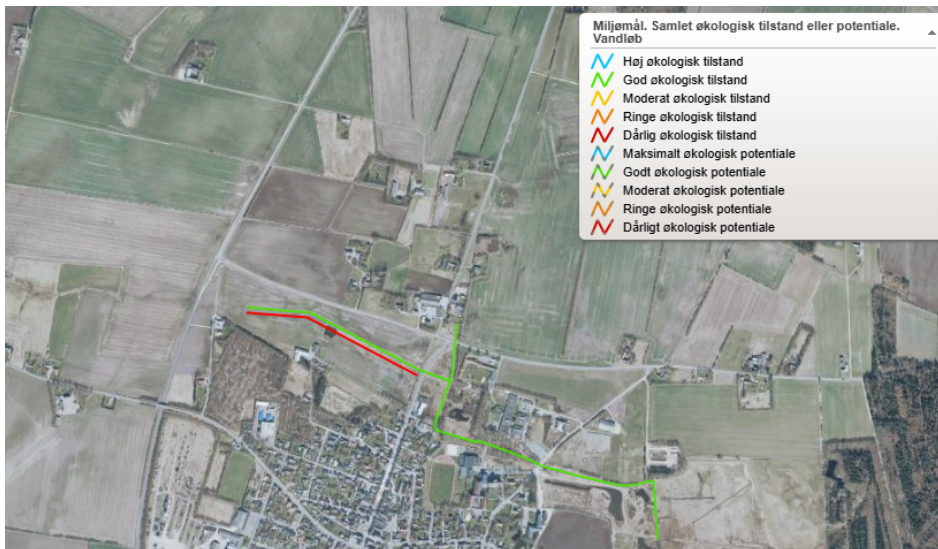 Miljømål. Samlet økologisk tilstand eller potentiale.
Vandløb
Høj økologisk tilstand
God økologisk tilstand
Moderat økologisk tilstand
Ringe økologisk tilstand
Dårlig økologisk tilstand
Maksimalt økologisk potentiale
Godt økologisk potentiale
Moderat økologisk potentiale
Ringe økologisk potentiale
Dårligt økologisk potentiale